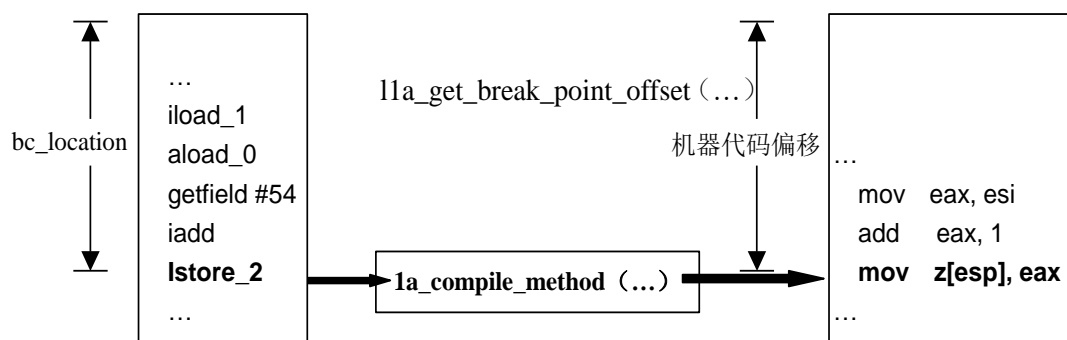 bc_location
…
iload_1
aload_0
getfield #54
iadd
Istore_2
…
l1a_get_break_point_offset（…）
机器代码偏移
1a_compile_method（…）
…
mov eax, esi
add eax, 1
mov z[esp], eax
…